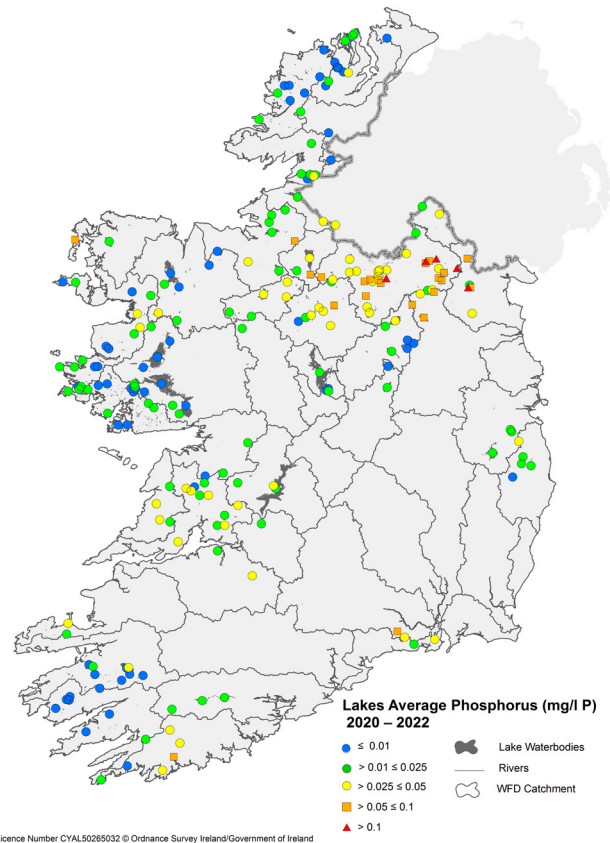 Lakes Average Phosphorus (mg/l P)
2020 – 2022
≤ 0.01
> 0.01 ≤ 0.025
> 0.025 ≤ 0.05
> 0.05 ≤ 0.1
> 0.1
Lake Waterbodies
Rivers
WFD Catchment
icence Number CYAL50265032 © Ordnance Survey Ireland/Government of Ireland